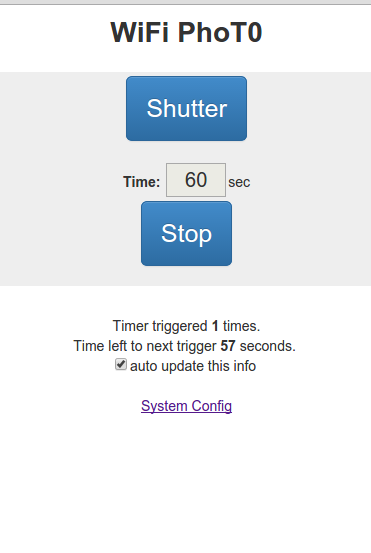 WiFi PhoT0
Shutter
Time: 60 sec
Stop
Timer triggered 1 times.
Time left to next trigger 57 seconds.
auto update this info
System Config